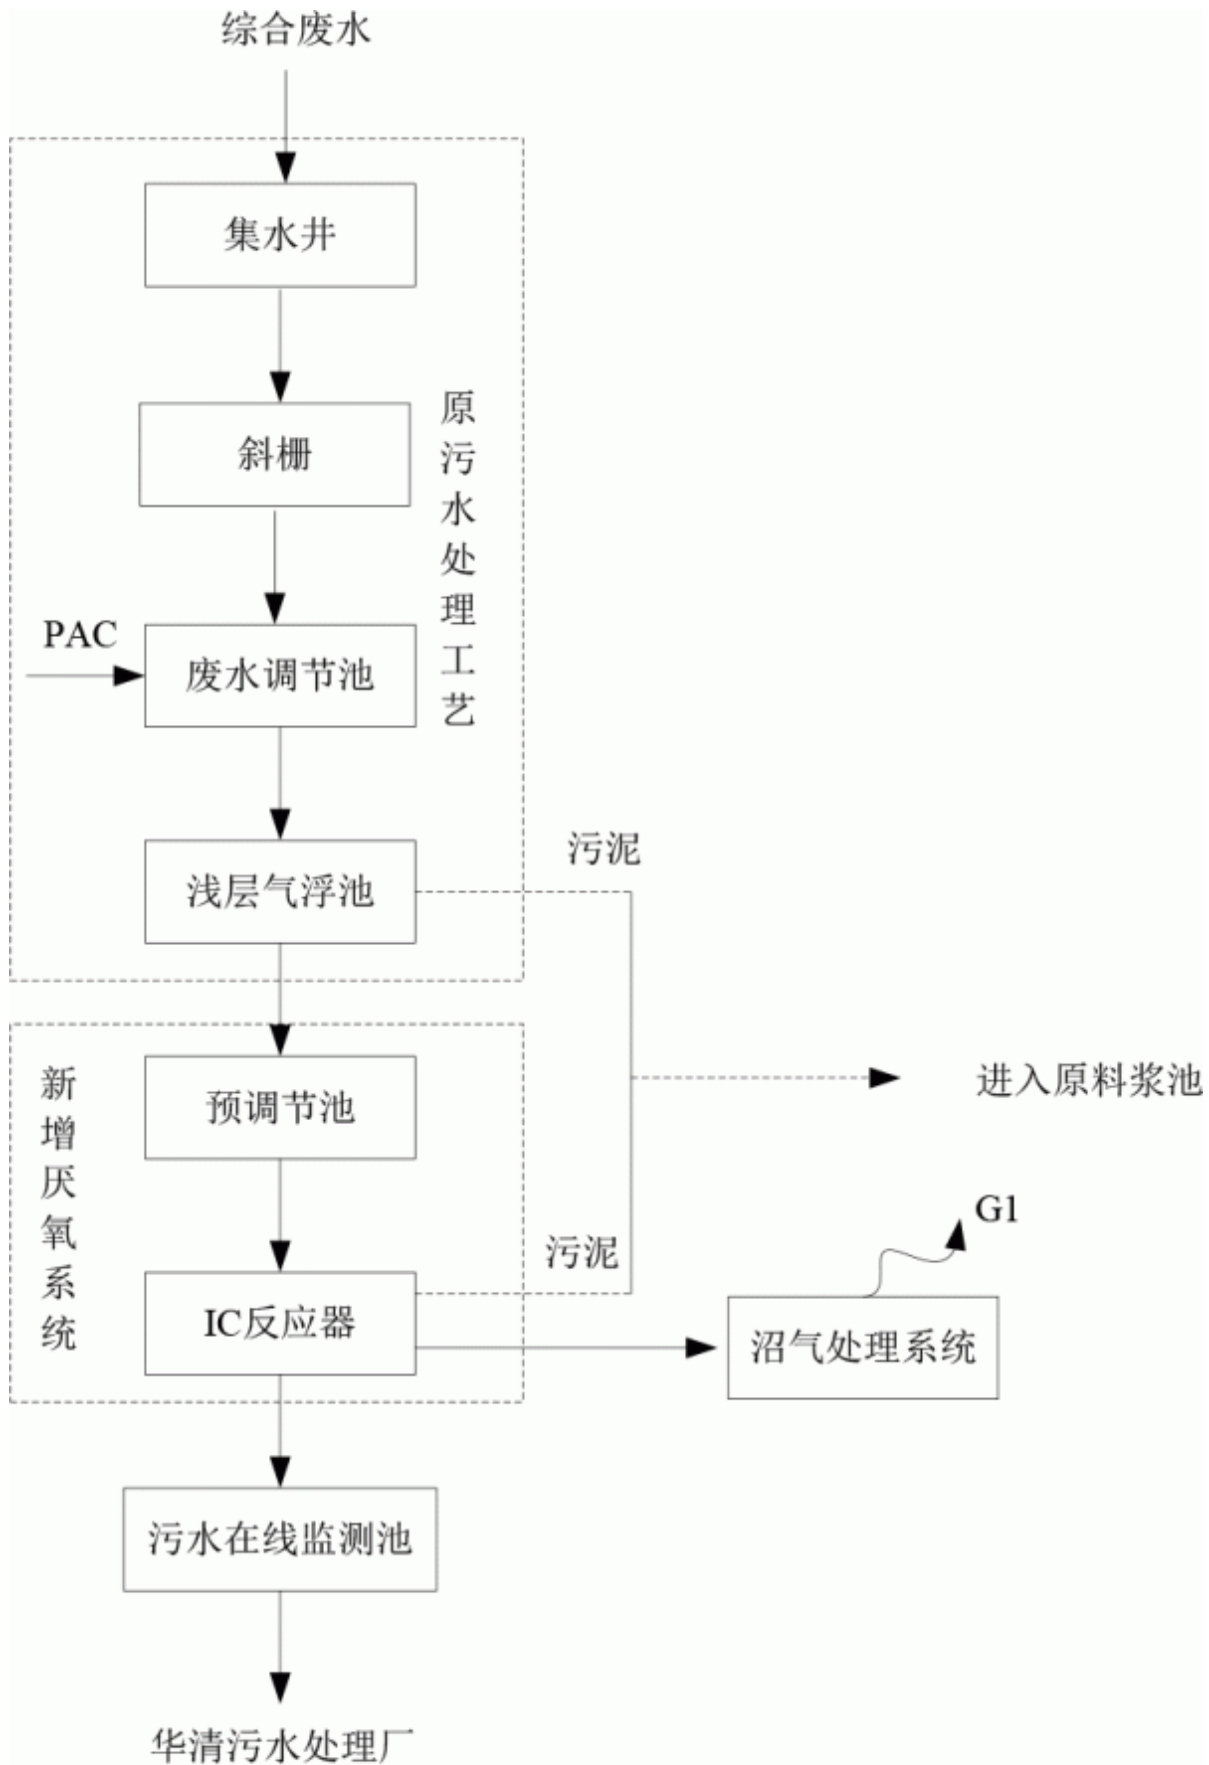 综合废水
集水井
斜栅
原污水处理工艺
PAC
废水调节池
污泥
浅层气浮池
新增厌氧系统
预调节池
进入原料浆池
G1
污泥
IC反应器
沼气处理系统
污水在线监测池
华清污水处理厂